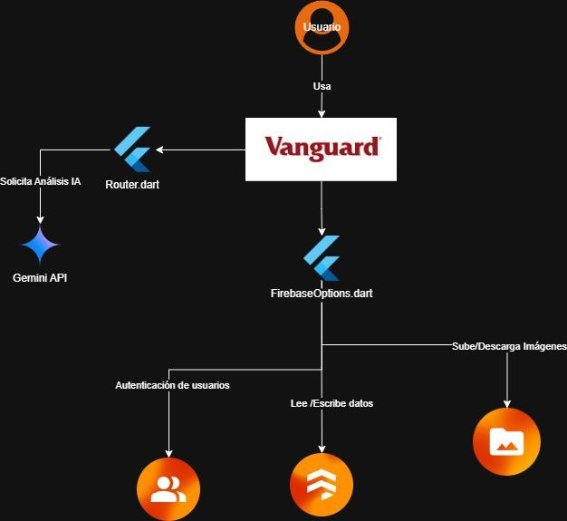 Usuario
Usa
Vanguard®
Router.dart
Solicita Análisis IA
Gemini API
FirebaseOptions.dart
Sube/Descarga Imágenes
Autenticación de usuarios
Lee /Escribe datos